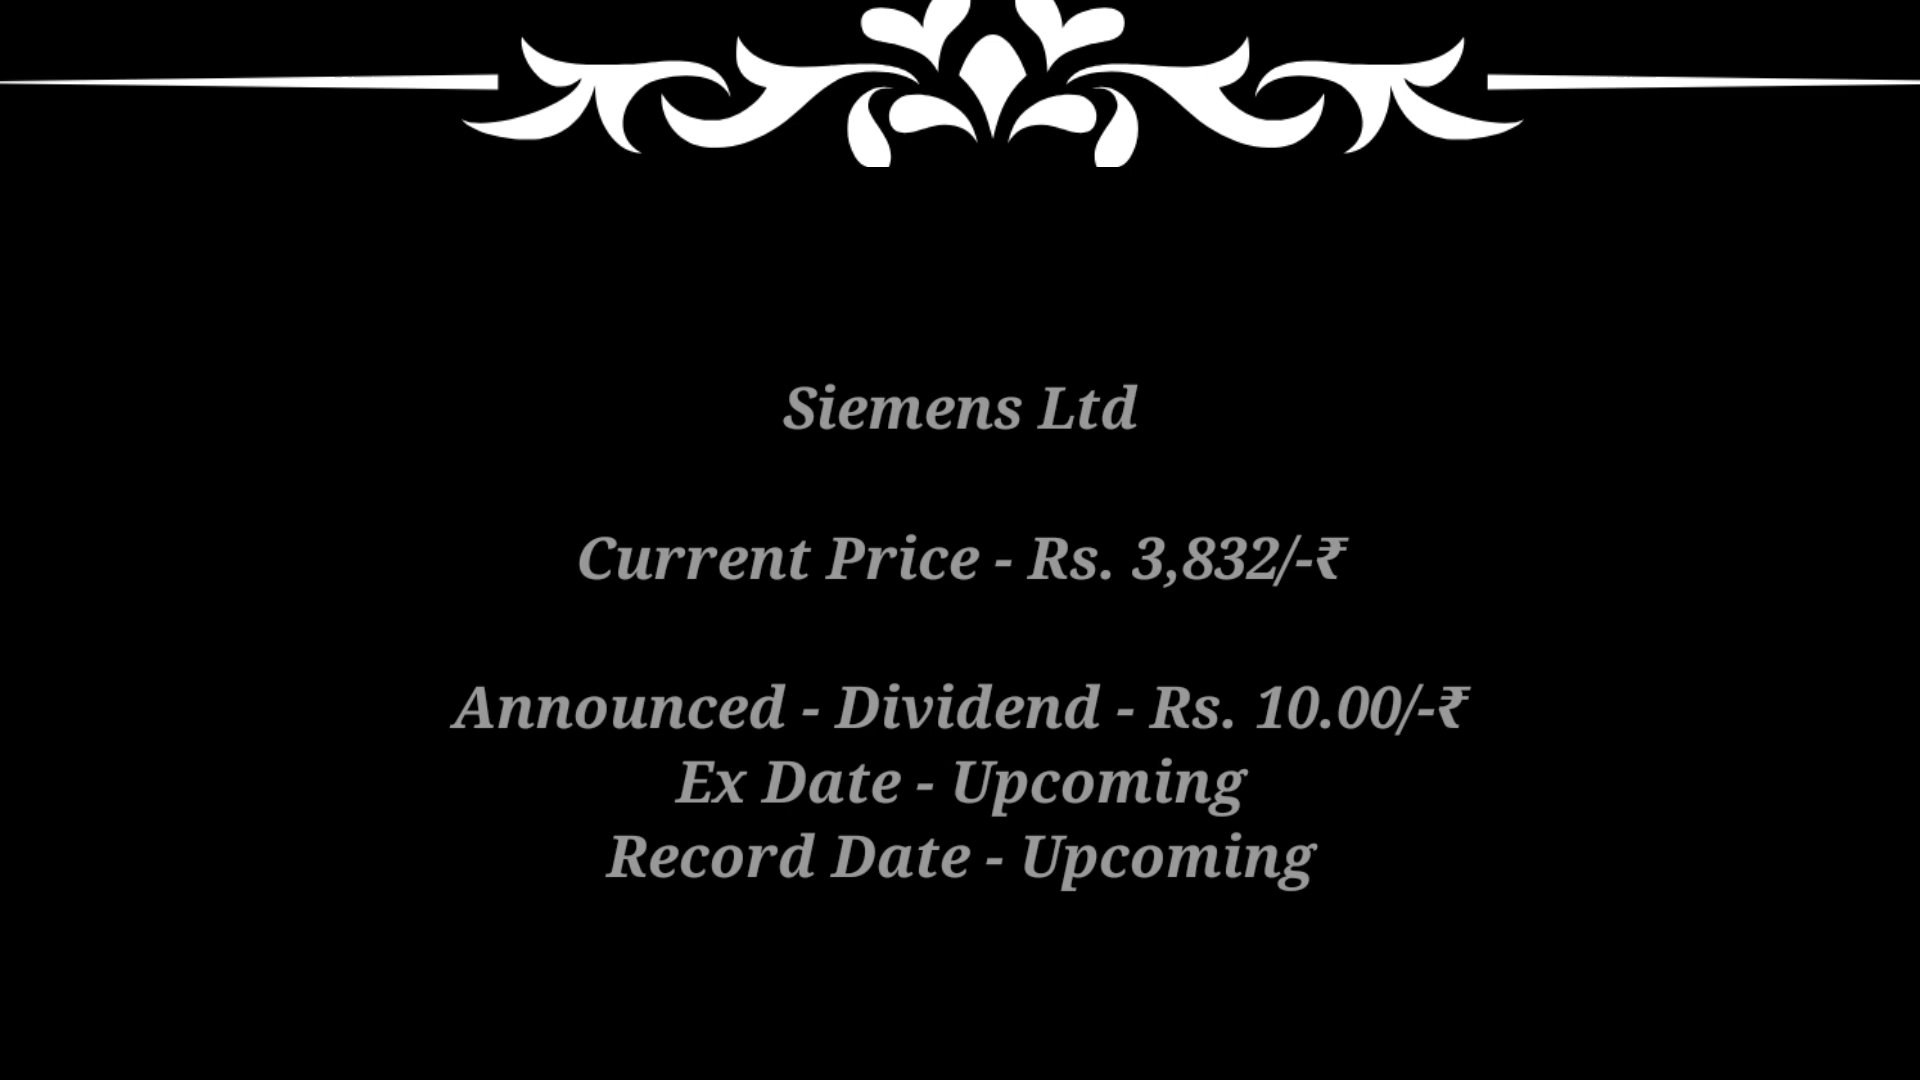 Siemens Ltd
Current Price - Rs. 3,832/-₹
Announced - Dividend - Rs. 10.00/-₹
Ex Date - Upcoming
Record Date - Upcoming